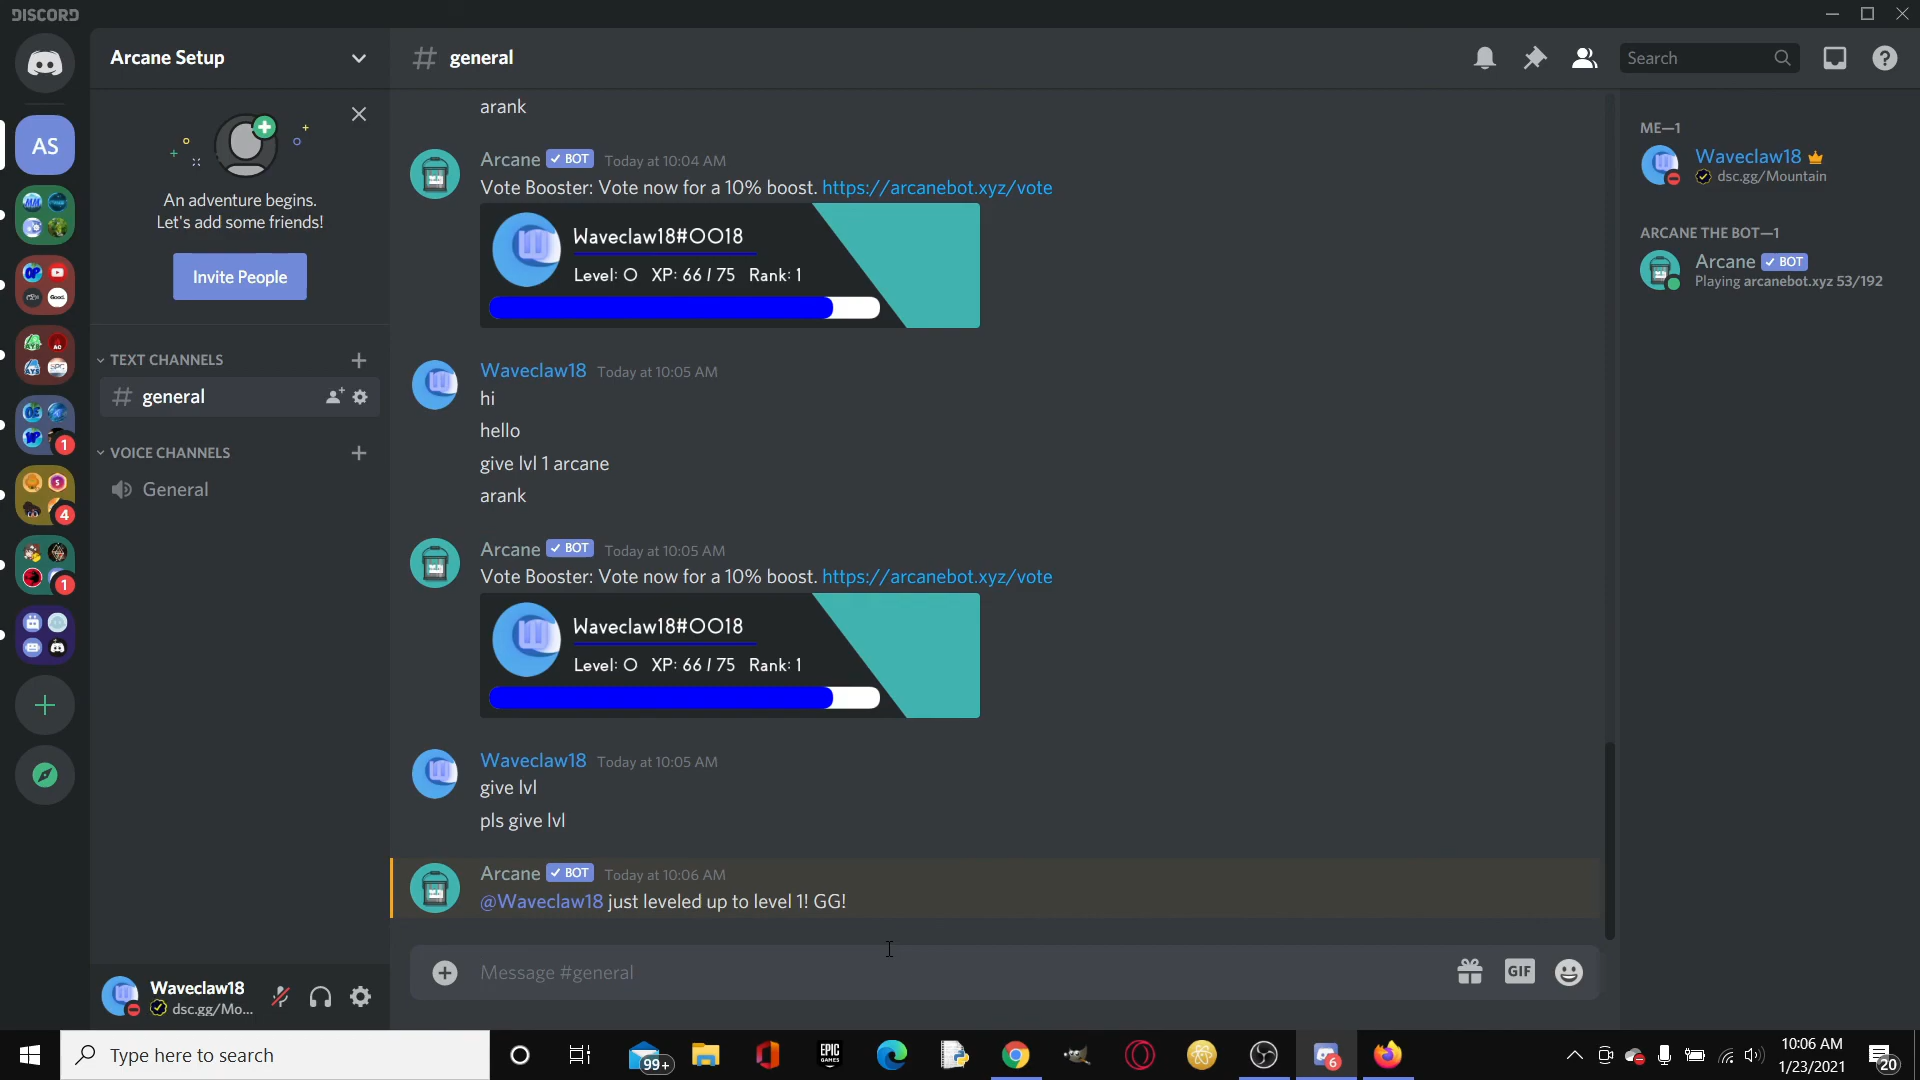 DISCORD
Arcane Setup
general
Search
AS
An adventure begins.
Let's add some friends!
Invite People
TEXT CHANNELS
general
VOICE CHANNELS
General
1
4
1
arank
Arcane BOT Today at 10:04 AM
Vote Booster: Vote now for a 10% boost. https://arcanebot.xyz/vote
Waveclaw18#0018
Level: 0 XP: 66 / 75 Rank: 1
Waveclaw18 Today at 10:05 AM
hi
hello
give lvl 1 arcane
arank
Arcane BOT Today at 10:05 AM
Vote Booster: Vote now for a 10% boost. https://arcanebot.xyz/vote
Waveclaw18#0018
Level: 0 XP: 66 / 75 Rank: 1
Waveclaw18 Today at 10:05 AM
give lvl
pls give lvl
Arcane BOT Today at 10:06 AM
@Waveclaw18 just leveled up to level 1! GG!
Message #general
GIF
ME—1
Waveclaw18
dsc.gg/Mountain
ARCANE THE BOT—1
Arcane BOT
Playing arcanebot.xyz 53/192
Waveclaw18
dsc.gg/Mo...
Type here to search
99+
EPIC
GAMES
6
10:06 AM
1/23/2021
20